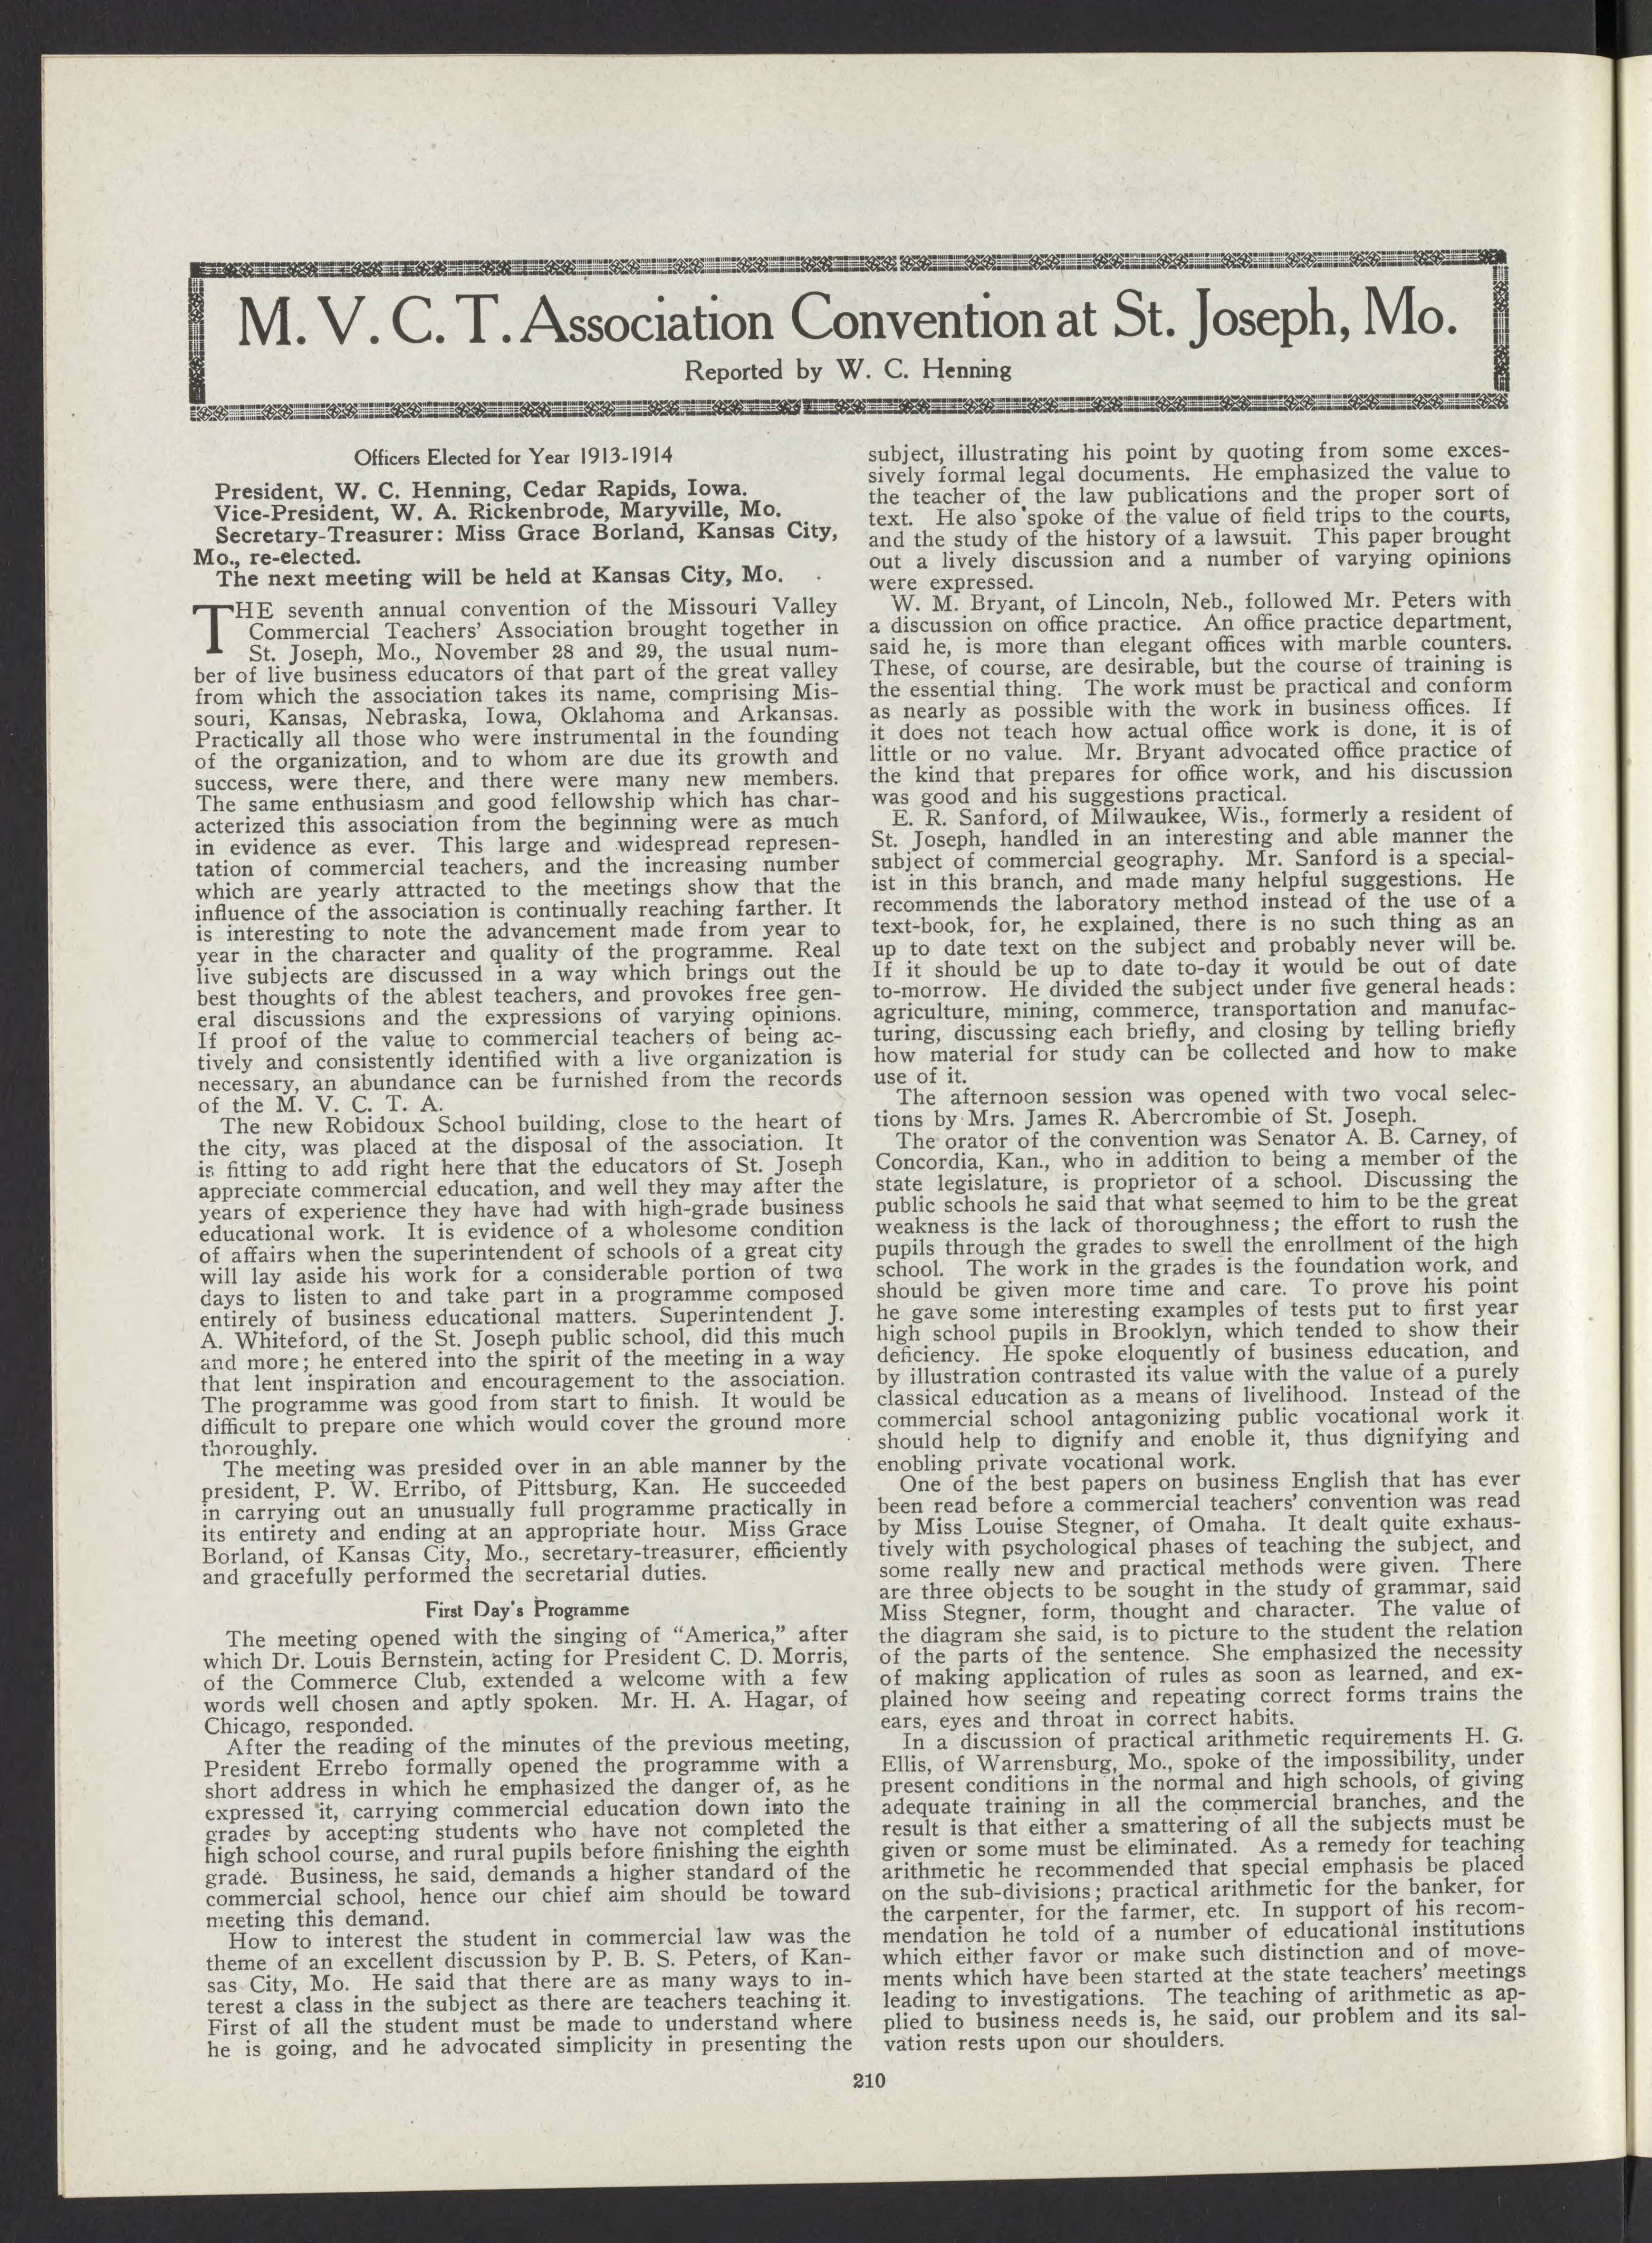 M. V. C. T. Association Convention at St. Joseph, Mo.
Reported by W. C. Henning
Officers Elected for Year 1913-1914
President, W. C. Henning, Cedar Rapids, Iowa.
Vice-President, W. A. Rickenbrode, Maryville, Mo.
Secretary-Treasurer: Miss Grace Borland, Kansas City,
Mo., re-elected.
The next meeting will be held at Kansas City, Mo.
THE seventh annual convention of the Missouri Valley
Commercial Teachers' Association brought together in
St. Joseph, Mo., November 28 and 29, the usual num-
ber of live business educators of that part of the great valley
from which the association takes its name, comprising Mis-
souri, Kansas, Nebraska, Iowa, Oklahoma and Arkansas.
Practically all those who were instrumental in the founding
of the organization, and to whom are due its growth and
success, were there, and there were many new members.
The same enthusiasm and good fellowship which has char-
acterized this association from the beginning were as much
in evidence as ever. This large and widespread represen-
tation of commercial teachers, and the increasing number
which are yearly attracted to the meetings show that the
influence of the association is continually reaching farther. It
is interesting to note the advancement made from year to
year in the character and quality of the programme. Real
live subjects are discussed in a way which brings out the
best thoughts of the ablest teachers, and provokes free gen-
eral discussions and the expressions of varying opinions.
If proof of the value to commercial teachers of being ac-
tively and consistently identified with a live organization is
necessary, an abundance can be furnished from the records
of the M. V. C. T. A.
The new Robidoux School building, close to the heart of
the city, was placed at the disposal of the association. It
is fitting to add right here that the educators of St. Joseph
appreciate commercial education, and well they may after the
years of experience they have had with high-grade business
educational work. It is evidence of a wholesome condition
of affairs when the superintendent of schools of a great city
will lay aside his work for a considerable portion of two
days to listen to and take part in a programme composed
entirely of business educational matters. Superintendent J.
A. Whiteford, of the St. Joseph public school, did this much
and more; he entered into the spirit of the meeting in a way
that lent inspiration and encouragement to the association.
The programme was good from start to finish. It would be
difficult to prepare one which would cover the ground more
thoroughly.
The meeting was presided over in an able manner by the
president, P. W. Erribo, of Pittsburg, Kan. He succeeded
in carrying out an unusually full programme practically in
its entirety and ending at an appropriate hour. Miss Grace
Borland, of Kansas City, Mo., secretary-treasurer, efficiently
and gracefully performed the secretarial duties.
First Day's Programme
The meeting opened with the singing of "America," after
which Dr. Louis Bernstein, acting for President C. D. Morris,
of the Commerce Club, extended a welcome with a few
words well chosen and aptly spoken. Mr. H. A. Hagar, of
Chicago, responded.
After the reading of the minutes of the previous meeting,
President Errebo formally opened the programme with a
short address in which he emphasized the danger of, as he
expressed it, carrying commercial education down into the
grades by accepting students who have not completed the
high school course, and rural pupils before finishing the eighth
grade. Business, he said, demands a higher standard of the
commercial school, hence our chief aim should be toward
meeting this demand.
How to interest the student in commercial law was the
theme of an excellent discussion by P. B. S. Peters, of Kan-
sas City, Mo. He said that there are as many ways to in-
terest a class in the subject as there are teachers teaching it.
First of all the student must be made to understand where
he is going, and he advocated simplicity in presenting the
subject, illustrating his point by quoting from some exces-
sively formal legal documents. He emphasized the value to
the teacher of the law publications and the proper sort of
text. He also spoke of the value of field trips to the courts,
and the study of the history of a lawsuit. This paper brought
out a lively discussion and a number of varying opinions
were expressed.
W. M. Bryant, of Lincoln, Neb., followed Mr. Peters with
a discussion on office practice. An office practice department,
said he, is more than elegant offices with marble counters.
These, of course, are desirable, but the course of training is
the essential thing. The work must be practical and conform
as nearly as possible with the work in business offices. If
it does not teach how actual office work is done, it is of
little or no value. Mr. Bryant advocated office practice of
the kind that prepares for office work, and his discussion
was good and his suggestions practical.
E. R. Sanford, of Milwaukee, Wis., formerly a resident of
St. Joseph, handled in an interesting and able manner the
subject of commercial geography. Mr. Sanford is a special-
ist in this branch, and made many helpful suggestions. He
recommends the laboratory method instead of the use of a
text-book, for, he explained, there is no such thing as an
up to date text on the subject and probably never will be.
If it should be up to date to-day it would be out of date
to-morrow. He divided the subject under five general heads:
agriculture, mining, commerce, transportation and manufac-
turing, discussing each briefly, and closing by telling briefly
how material for study can be collected and how to make
use of it.
The afternoon session was opened with two vocal selec-
tions by Mrs. James R. Abercrombie of St. Joseph.
The orator of the convention was Senator A. B. Carney, of
Concordia, Kan., who in addition to being a member of the
state legislature, is proprietor of a school. Discussing the
public schools he said that what seemed to him to be the great
weakness is the lack of thoroughness; the effort to rush the
pupils through the grades to swell the enrollment of the high
school. The work in the grades is the foundation work, and
should be given more time and care. To prove his point
he gave some interesting examples of tests put to first year
high school pupils in Brooklyn, which tended to show their
deficiency. He spoke eloquently of business education, and
by illustration contrasted its value with the value of a purely
classical education as a means of livelihood. Instead of the
commercial school antagonizing public vocational work it
should help to dignify and enoble it, thus dignifying and
enobling private vocational work.
One of the best papers on business English that has ever
been read before a commercial teachers' convention was read
by Miss Louise Stegner, of Omaha. It dealt quite exhaus-
tively with psychological phases of teaching the subject, and
some really new and practical methods were given. There
are three objects to be sought in the study of grammar, said
Miss Stegner, form, thought and character. The value of
the diagram she said, is to picture to the student the relation
of the parts of the sentence. She emphasized the necessity
of making application of rules as soon as learned, and ex-
plained how seeing and repeating correct forms trains the
ears, eyes and throat in correct habits.
In a discussion of practical arithmetic requirements H. G.
Ellis, of Warrensburg, Mo., spoke of the impossibility, under
present conditions in the normal and high schools, of giving
adequate training in all the commercial branches, and the
result is that either a smattering of all the subjects must be
given or some must be eliminated. As a remedy for teaching
arithmetic he recommended that special emphasis be placed
on the sub-divisions; practical arithmetic for the banker, for
the carpenter, for the farmer, etc. In support of his recom-
mendation he told of a number of educational institutions
which either favor or make such distinction and of move-
ments which have been started at the state teachers' meetings
leading to investigations. The teaching of arithmetic as ap-
plied to business needs is, he said, our problem and its sal-
vation rests upon our shoulders.
210